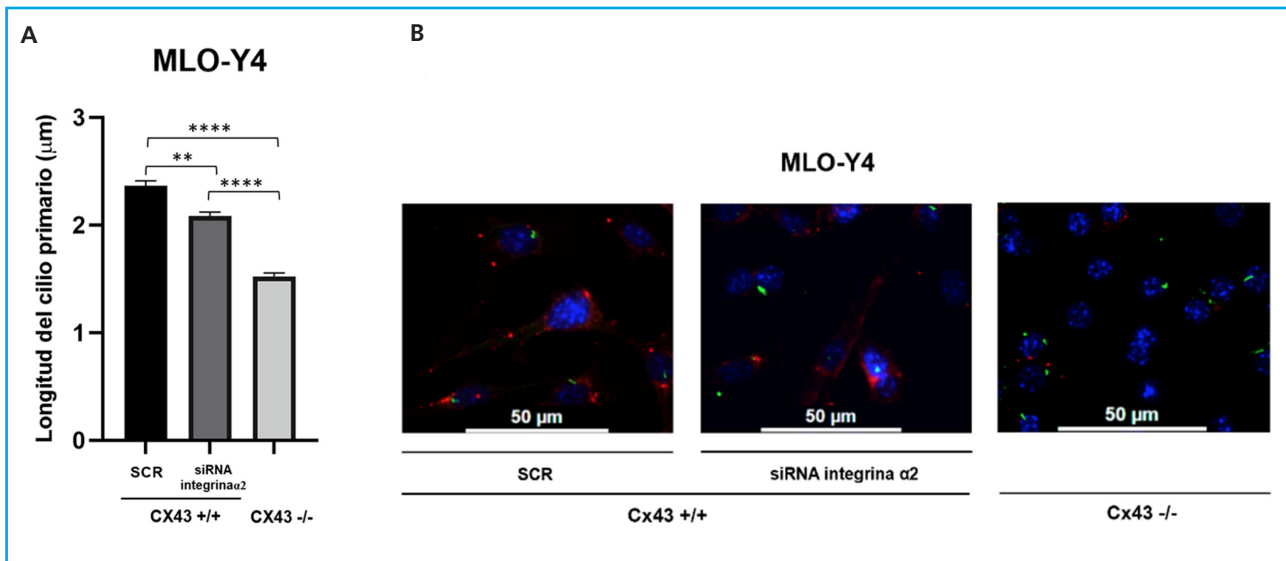 A
MLO-Y4
Longitud del cilio primario (μm)
3
2
1
0
****
**
****
SCR
siRNA
integrinaα2
CX43 +/+
CX43 -/-
B
MLO-Y4
50 μm
50 μm
50 μm
SCR
siRNA integrina α2
Cx43 +/+
Cx43 -/-